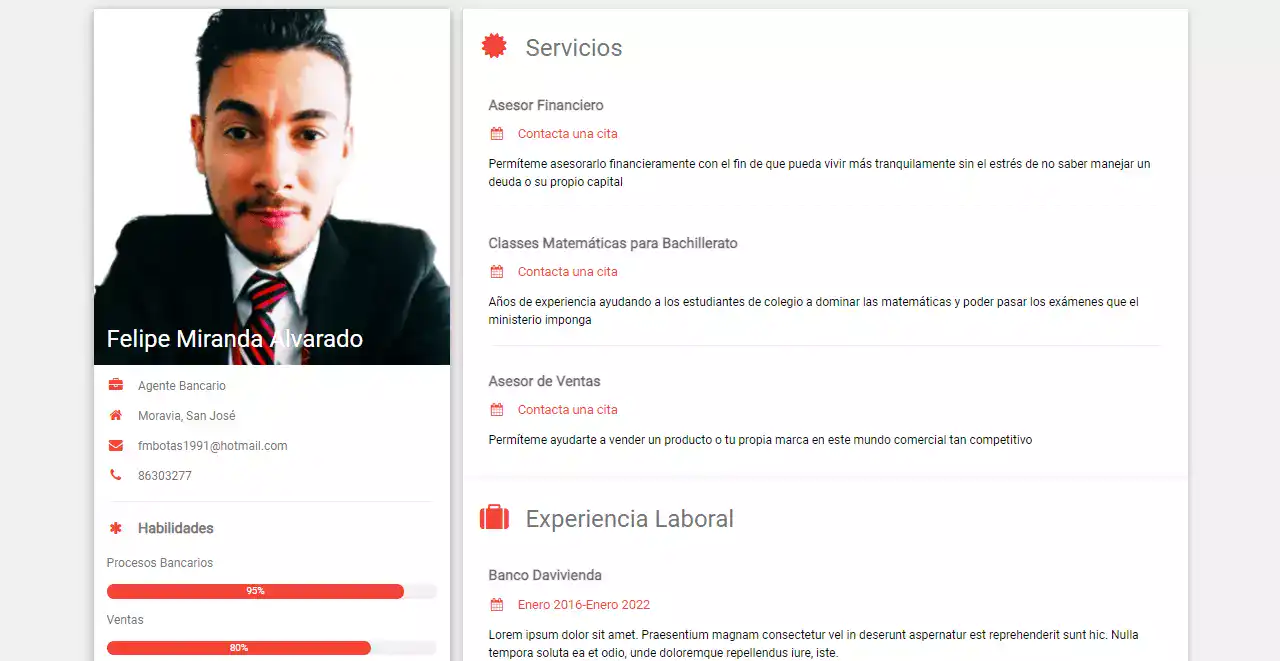 Felipe Miranda Alvarado
Agente Bancario
Moravia, San José
fmbotas1991@hotmail.com
86303277
Habilidades
Procesos Bancarios
95%
Ventas
80%
Servicios
Asesor Financiero
Contacta una cita
Permíteme asesorarlo financieramente con el fin de que pueda vivir más tranquilamente sin el estrés de no saber manejar un
deuda o su propio capital
Classes Matemáticas para Bachillerato
Contacta una cita
Años de experiencia ayudando a los estudiantes de colegio a dominar las matemáticas y poder pasar los exámenes que el
ministerio imponga
Asesor de Ventas
Contacta una cita
Permíteme ayudarte a vender un producto o tu propia marca en este mundo comercial tan competitivo
Experiencia Laboral
Banco Davivienda
Enero 2016-Enero 2022
Lorem ipsum dolor sit amet. Praesentium magnam consectetur vel in deserunt aspernatur est reprehenderit sunt hic. Nulla
tempora soluta ea et odio, unde doloremque repellendus iure, iste.